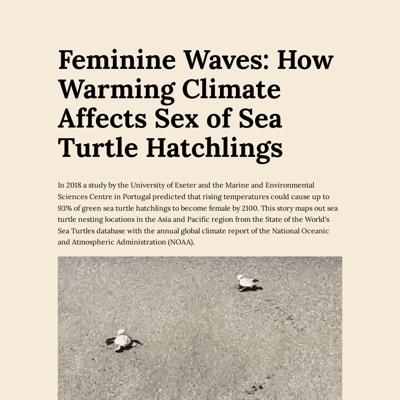 Feminine Waves: How
Warming Climate
Affects Sex of Sea
Turtle Hatchlings
In 2018 a study by the University of Exeter and the Marine and Environmental
Sciences Centre in Portugal predicted that rising temperatures could cause up to
93% of green sea turtle hatchlings to become female by 2100. This story maps out sea
turtle nesting locations in the Asia and Pacific region from the State of the World's
Sea Turtles database with the annual global climate report of the National Oceanic
and Atmospheric Administration (NOAA).